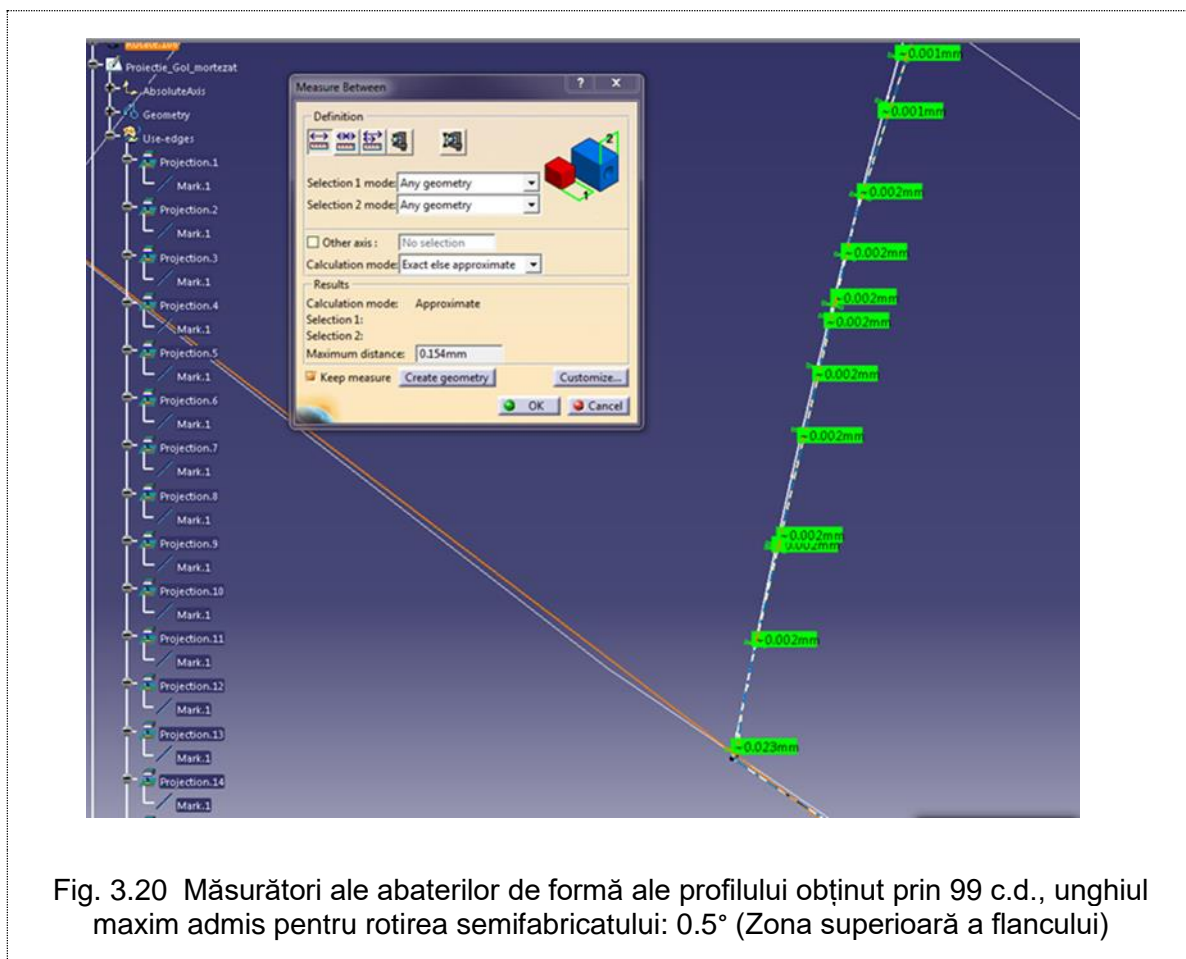 Rotate.106
Proiectie_Gol_mortezat
AbsoluteAxis
Geometry
Use-edges
Projection.1
Mark.1
Projection.2
Mark.1
Projection.3
Mark.1
Projection.4
Mark.1
Projection.5
Mark.1
Projection.6
Mark.1
Projection.7
Mark.1
Projection.8
Mark.1
Projection.9
Mark.1
Projection.10
Mark.1
Projection.11
Mark.1
Projection.12
Mark.1
Projection.13
Mark.1
Projection.14
Mark.1
Measure Between
? x
Definition
2
1
Selection 1 mode: Any geometry
Selection 2 mode: Any geometry
Other axis : No selection
Calculation mode: Exact else approximate
Results
Calculation mode: Approximate
Selection 1:
Selection 2:
Maximum distance: 0.154mm
Keep measure Create geometry Customize...
OK Cancel
~0.001mm
~0.001mm
~0.002mm
~0.002mm
~0.002mm
~0.002mm
~0.002mm
~0.002mm
~0.002mm
0.002mm
~0.002mm
~0.023mm
Fig. 3.20 Măsurători ale abaterilor de formă ale profilului obținut prin 99 c.d., unghiul
maxim admis pentru rotirea semifabricatului: 0.5° (Zona superioară a flancului)